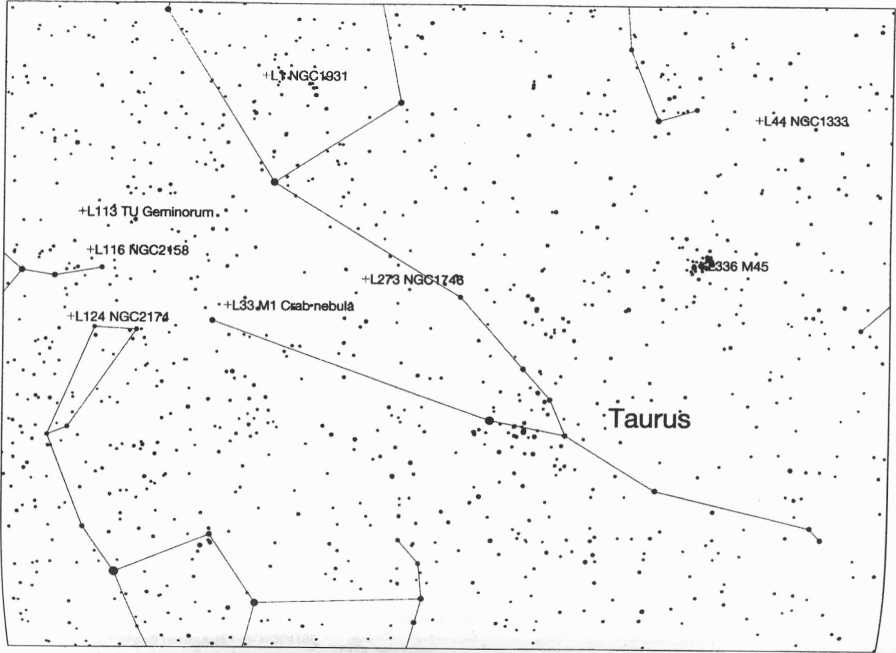 +L1 NGC1931
+L44 NGC1333
+L113 TU Geminorum
+L116 NGC2158
L336 M45
+L273 NGC1746
+L33 M1 Crab-nebula
+L124 NGC2174
Taurus